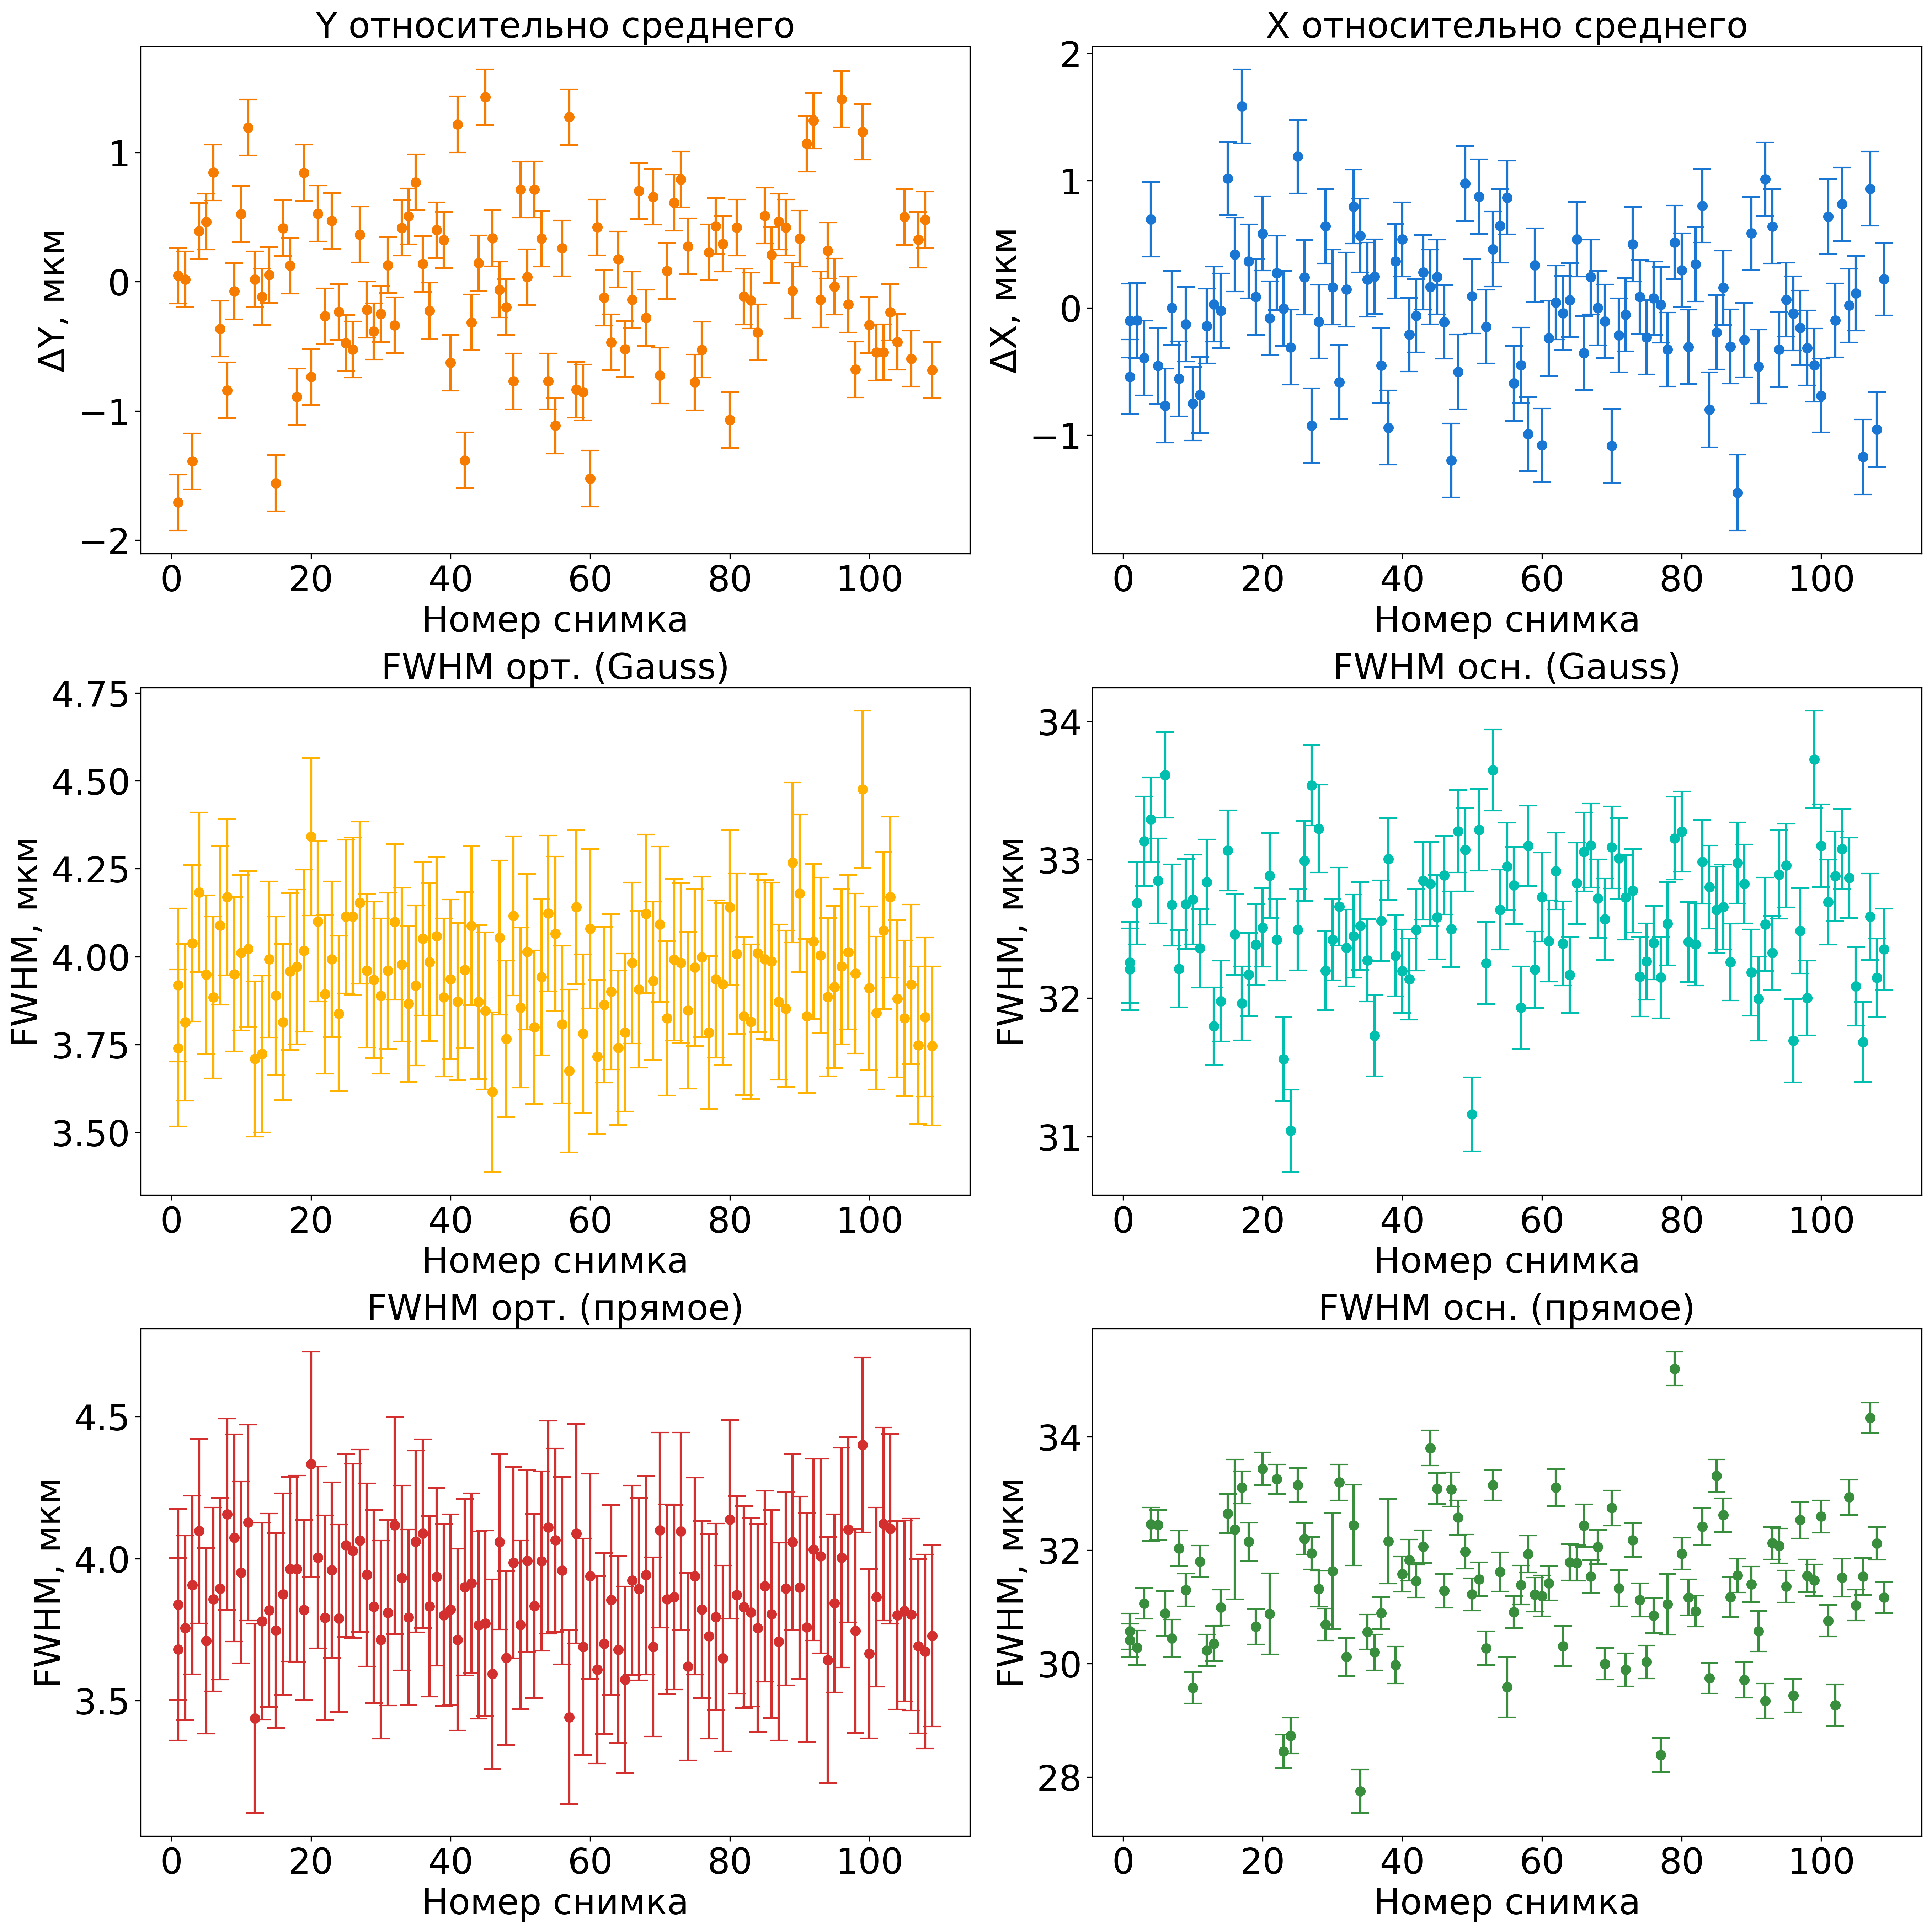 Y относительно среднего
ΔY, мкм
1
0
−1
−2
0 20 40 60 80 100
Номер снимка
X относительно среднего
ΔX, мкм
2
1
0
−1
0 20 40 60 80 100
Номер снимка
FWHM орт. (Gauss)
FWHM, мкм
4.75
4.50
4.25
4.00
3.75
3.50
0 20 40 60 80 100
Номер снимка
FWHM осн. (Gauss)
FWHM, мкм
34
33
32
31
0 20 40 60 80 100
Номер снимка
FWHM орт. (прямое)
FWHM, мкм
4.5
4.0
3.5
0 20 40 60 80 100
Номер снимка
FWHM осн. (прямое)
FWHM, мкм
34
32
30
28
0 20 40 60 80 100
Номер снимка